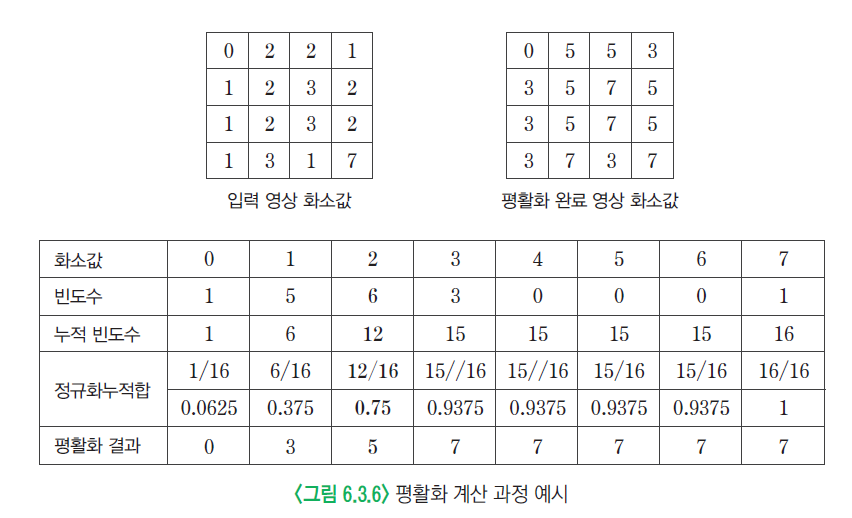 0 2 2 1
1 2 3 2
1 2 3 2
1 3 1 7
입력 영상 화소값
0 5 5 3
3 5 7 5
3 5 7 5
3 7 3 7
평활화 완료 영상 화소값
화소값 0 1 2 3 4 5 6 7
빈도수 1 5 6 3 0 0 0 1
누적 빈도수 1 6 12 15 15 15 15 16
정규화누적합 1/16 6/16 12/16 15//16 15//16 15/16 15/16 16/16
0.0625 0.375 0.75 0.9375 0.9375 0.9375 0.9375 1
평활화 결과 0 3 5 7 7 7 7 7
〈그림 6.3.6〉 평활화 계산 과정 예시